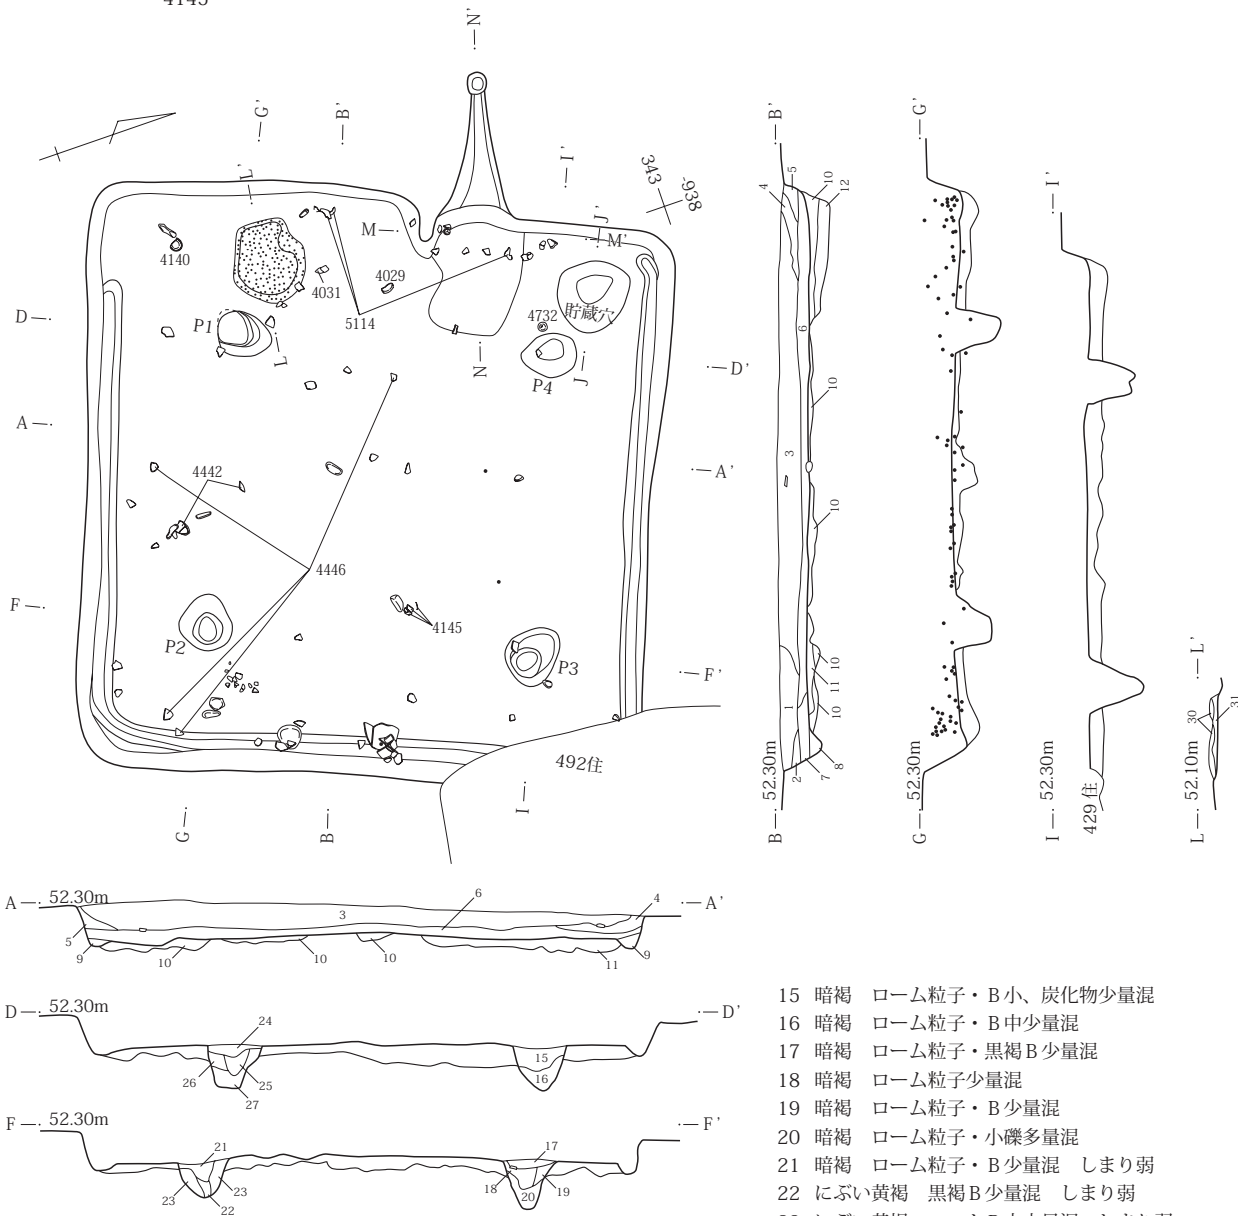 N'
G'
B'
L'
I'
343
-938
J'
M
M'
4140
4031
4029
5114
4732
貯蔵穴
P1
L
N
J
P4
D
D'
A
A'
4442
4446
4145
F
F'
P2
P3
492住
G
B
I
B'
4
5
10
12
6
10
3
10
10
11
10
1
2
7
8
B 52.30m
G'
G 52.30m
I'
I 52.30m
429住
L'
30
31
L 52.10m
A 52.30m A'
3
6
4
5
9
10
10
10
11
9
D 52.30m D'
24
26
25
27
15
16
F 52.30m F'
21
23
23
22
17
18
20
19
15 暗褐 ローム粒子・B小、炭化物少量混
16 暗褐 ローム粒子・B中少量混
17 暗褐 ローム粒子・黒褐B少量混
18 暗褐 ローム粒子少量混
19 暗褐 ローム粒子・B少量混
20 暗褐 ローム粒子・小礫多量混
21 暗褐 ローム粒子・B少量混 しまり弱
22 にぶい黄褐 黒褐B少量混 しまり弱